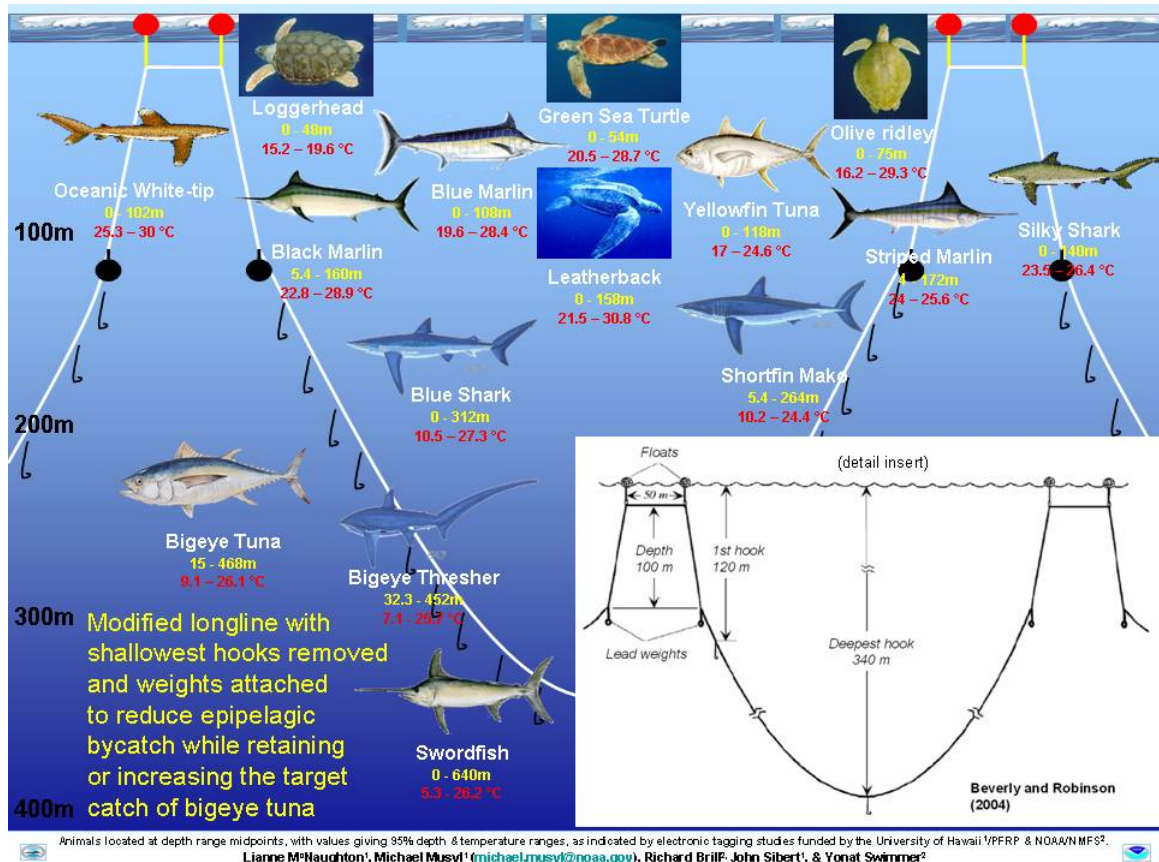 Loggerhead
0 - 48m
15.2 – 19.6 °C
Green Sea Turtle
0 - 54m
20.5 – 28.7 °C
Olive ridley
0 - 75m
16.2 – 29.3 °C
Oceanic White-tip
0 - 102m
25.3 – 30 °C
Blue Marlin
0 - 108m
19.6 – 28.4 °C
Yellowfin Tuna
0 - 118m
17 – 24.6 °C
Silky Shark
0 - 140m
23.5 – 26.4 °C
100m
Black Marlin
5.4 - 160m
22.8 – 28.9 °C
Leatherback
0 - 158m
21.5 – 30.8 °C
Striped Marlin
4 - 172m
24 – 25.6 °C
Blue Shark
0 - 312m
10.5 – 27.3 °C
Shortfin Mako
5.4 - 264m
10.2 – 24.4 °C
200m
Bigeye Tuna
15 - 468m
9.1 – 26.1 °C
Bigeye Thresher
32.3 - 452m
7.1 -
300m
Modified longline with
shallowest hooks removed
and weights attached
to reduce epipelagic
bycatch while retaining
or increasing the target
catch of bigeye tuna
Swordfish
0 - 640m
5.3 - 26.2 °C
400m
Floats
(detail insert)
50 m
Depth
100 m
1st hook
120 m
Lead weights
Deepest hook
340 m
Beverly and Robinson
(2004)
Animals located at depth range midpoints, with values giving 95% depth & temperature ranges, as indicated by electronic tagging studies funded by the University of Hawaii ¹/PFRP & NOAA/NMFS².
Lianne McNaughton¹, Michael Musyl¹ (michael.musyl@noaa.gov), Richard Brill², John Sibert¹, & Yonat Swimmer²